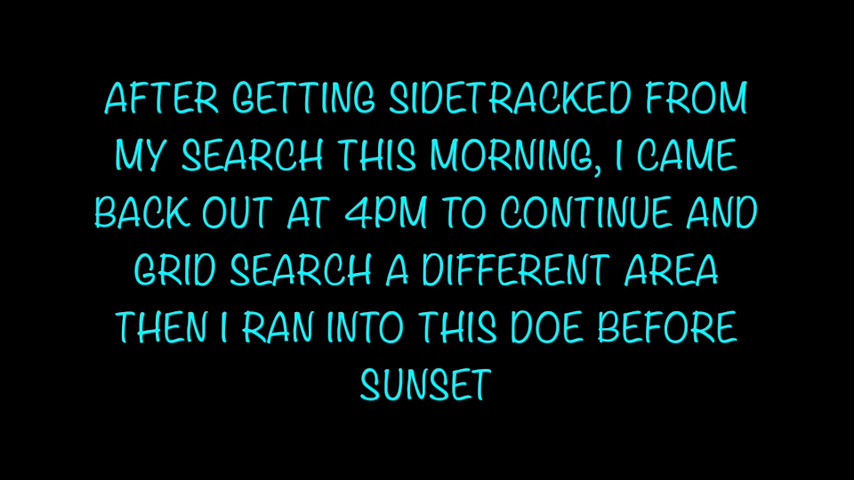 AFTER GETTING SIDETRACKED FROM
MY SEARCH THIS MORNING, I CAME
BACK OUT AT 4PM TO CONTINUE AND
GRID SEARCH A DIFFERENT AREA
THEN I RAN INTO THIS DOE BEFORE
SUNSET